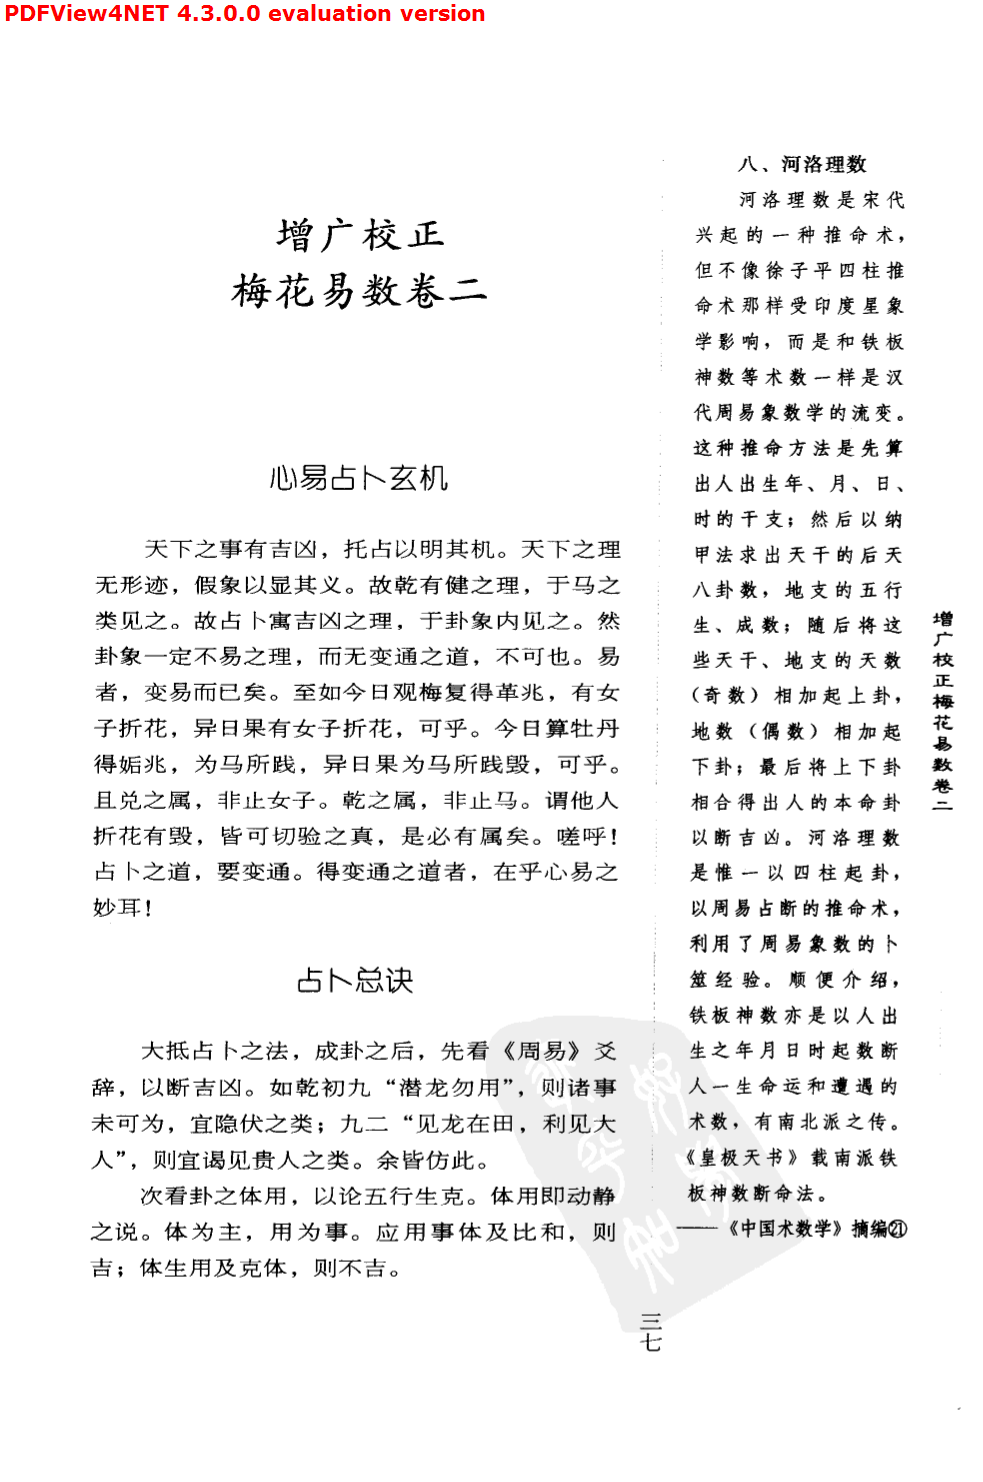 PDFView4NET 4.3.0.0 evaluation version
增广校正
梅花易数卷二
心易占卜玄机
天下之事有吉凶，托占以明其机。天下之理
无形迹，假象以显其义。故乾有健之理，于马之
类见之。故占卜寓吉凶之理，于卦象内见之。然
卦象一定不易之理，而无变通之道，不可也。易
者，变易而已矣。至如今日观梅复得革兆，有女
子折花，异日果有女子折花，可乎。今日算牡丹
得姤兆，为马所践，异日果为马所践毁，可乎。
且兑之属，非止女子。乾之属，非止马。谓他人
折花有毁，皆可切验之真，是必有属矣。嗟呼！
占卜之道，要变通。得变通之道者，在乎心易之
妙耳！
占卜总诀
大抵占卜之法，成卦之后，先看《周易》爻
辞，以断吉凶。如乾初九“潜龙勿用”，则诸事
未可为，宜隐伏之类；九二“见龙在田，利见大
人”，则宜谒见贵人之类。余皆仿此。
次看卦之体用，以论五行生克。体用即动静
之说。体为主，用为事。应用事体及比和，则
吉；体生用及克体，则不吉。
八、河洛理数
河洛理数是宋代
兴起的一种推命术，
但不像徐子平四柱推
命术那样受印度星象
学影响，而是和铁板
神数等术数一样是汉
代周易象数学的流变。
这种推命方法是先算
出人出生年、月、日、
时的干支；然后以纳
甲法求出天干的后天
八卦数，地支的五行
生、成数；随后将这
些天干、地支的天数
（奇数）相加起上卦，
地数（偶数）相加起
下卦；最后将上下卦
相合得出人的本命卦
以断吉凶。河洛理数
是惟一以四柱起卦，
以周易占断的推命术，
利用了周易象数的卜
筮经验。顺便介绍，
铁板神数亦是以人出
生之年月日时起数断
人一生命运和遭遇的
术数，有南北派之传。
《皇极天书》载南派铁
板神数断命法。
——《中国术数学》摘编㉑
增广校正梅花易数卷二
三七